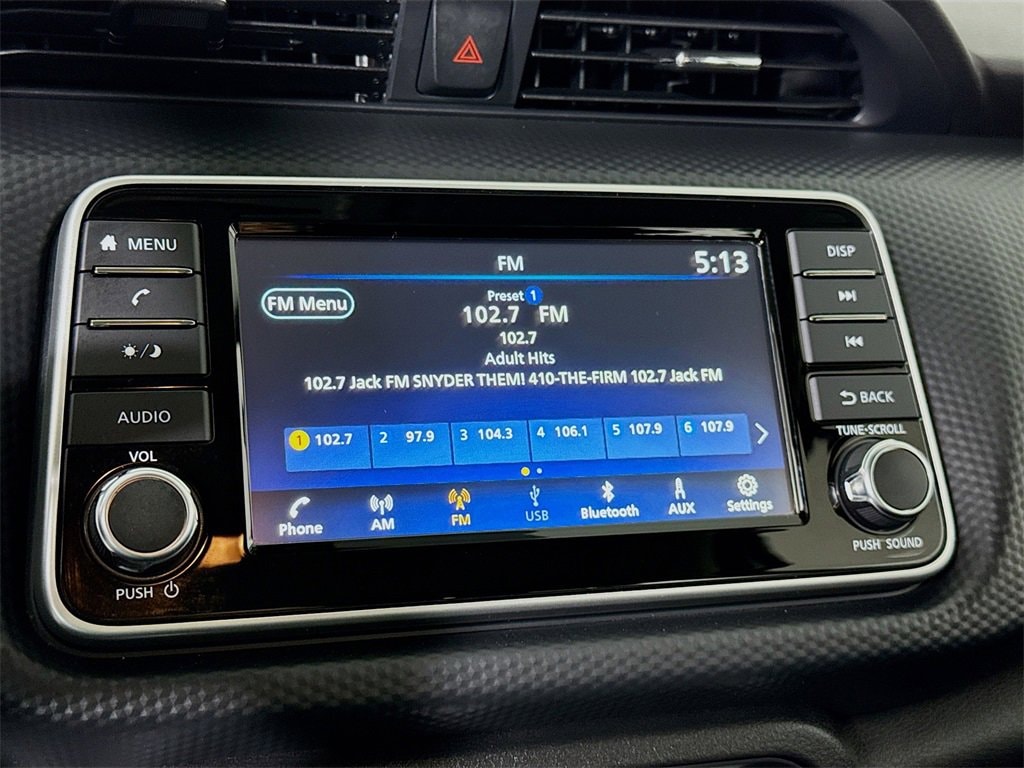 MENU
AUDIO
VOL
PUSH
FM
5:13
FM Menu
Preset 1
102.7 FM
102.7
Adult Hits
102.7 Jack FM SNYDER THEM! 410-THE-FIRM 102.7 Jack FM
1 102.7 2 97.9 3 104.3 4 106.1 5 107.9 6 107.9
Phone AM FM USB Bluetooth AUX Settings
DISP
BACK
TUNE·SCROLL
PUSH SOUND